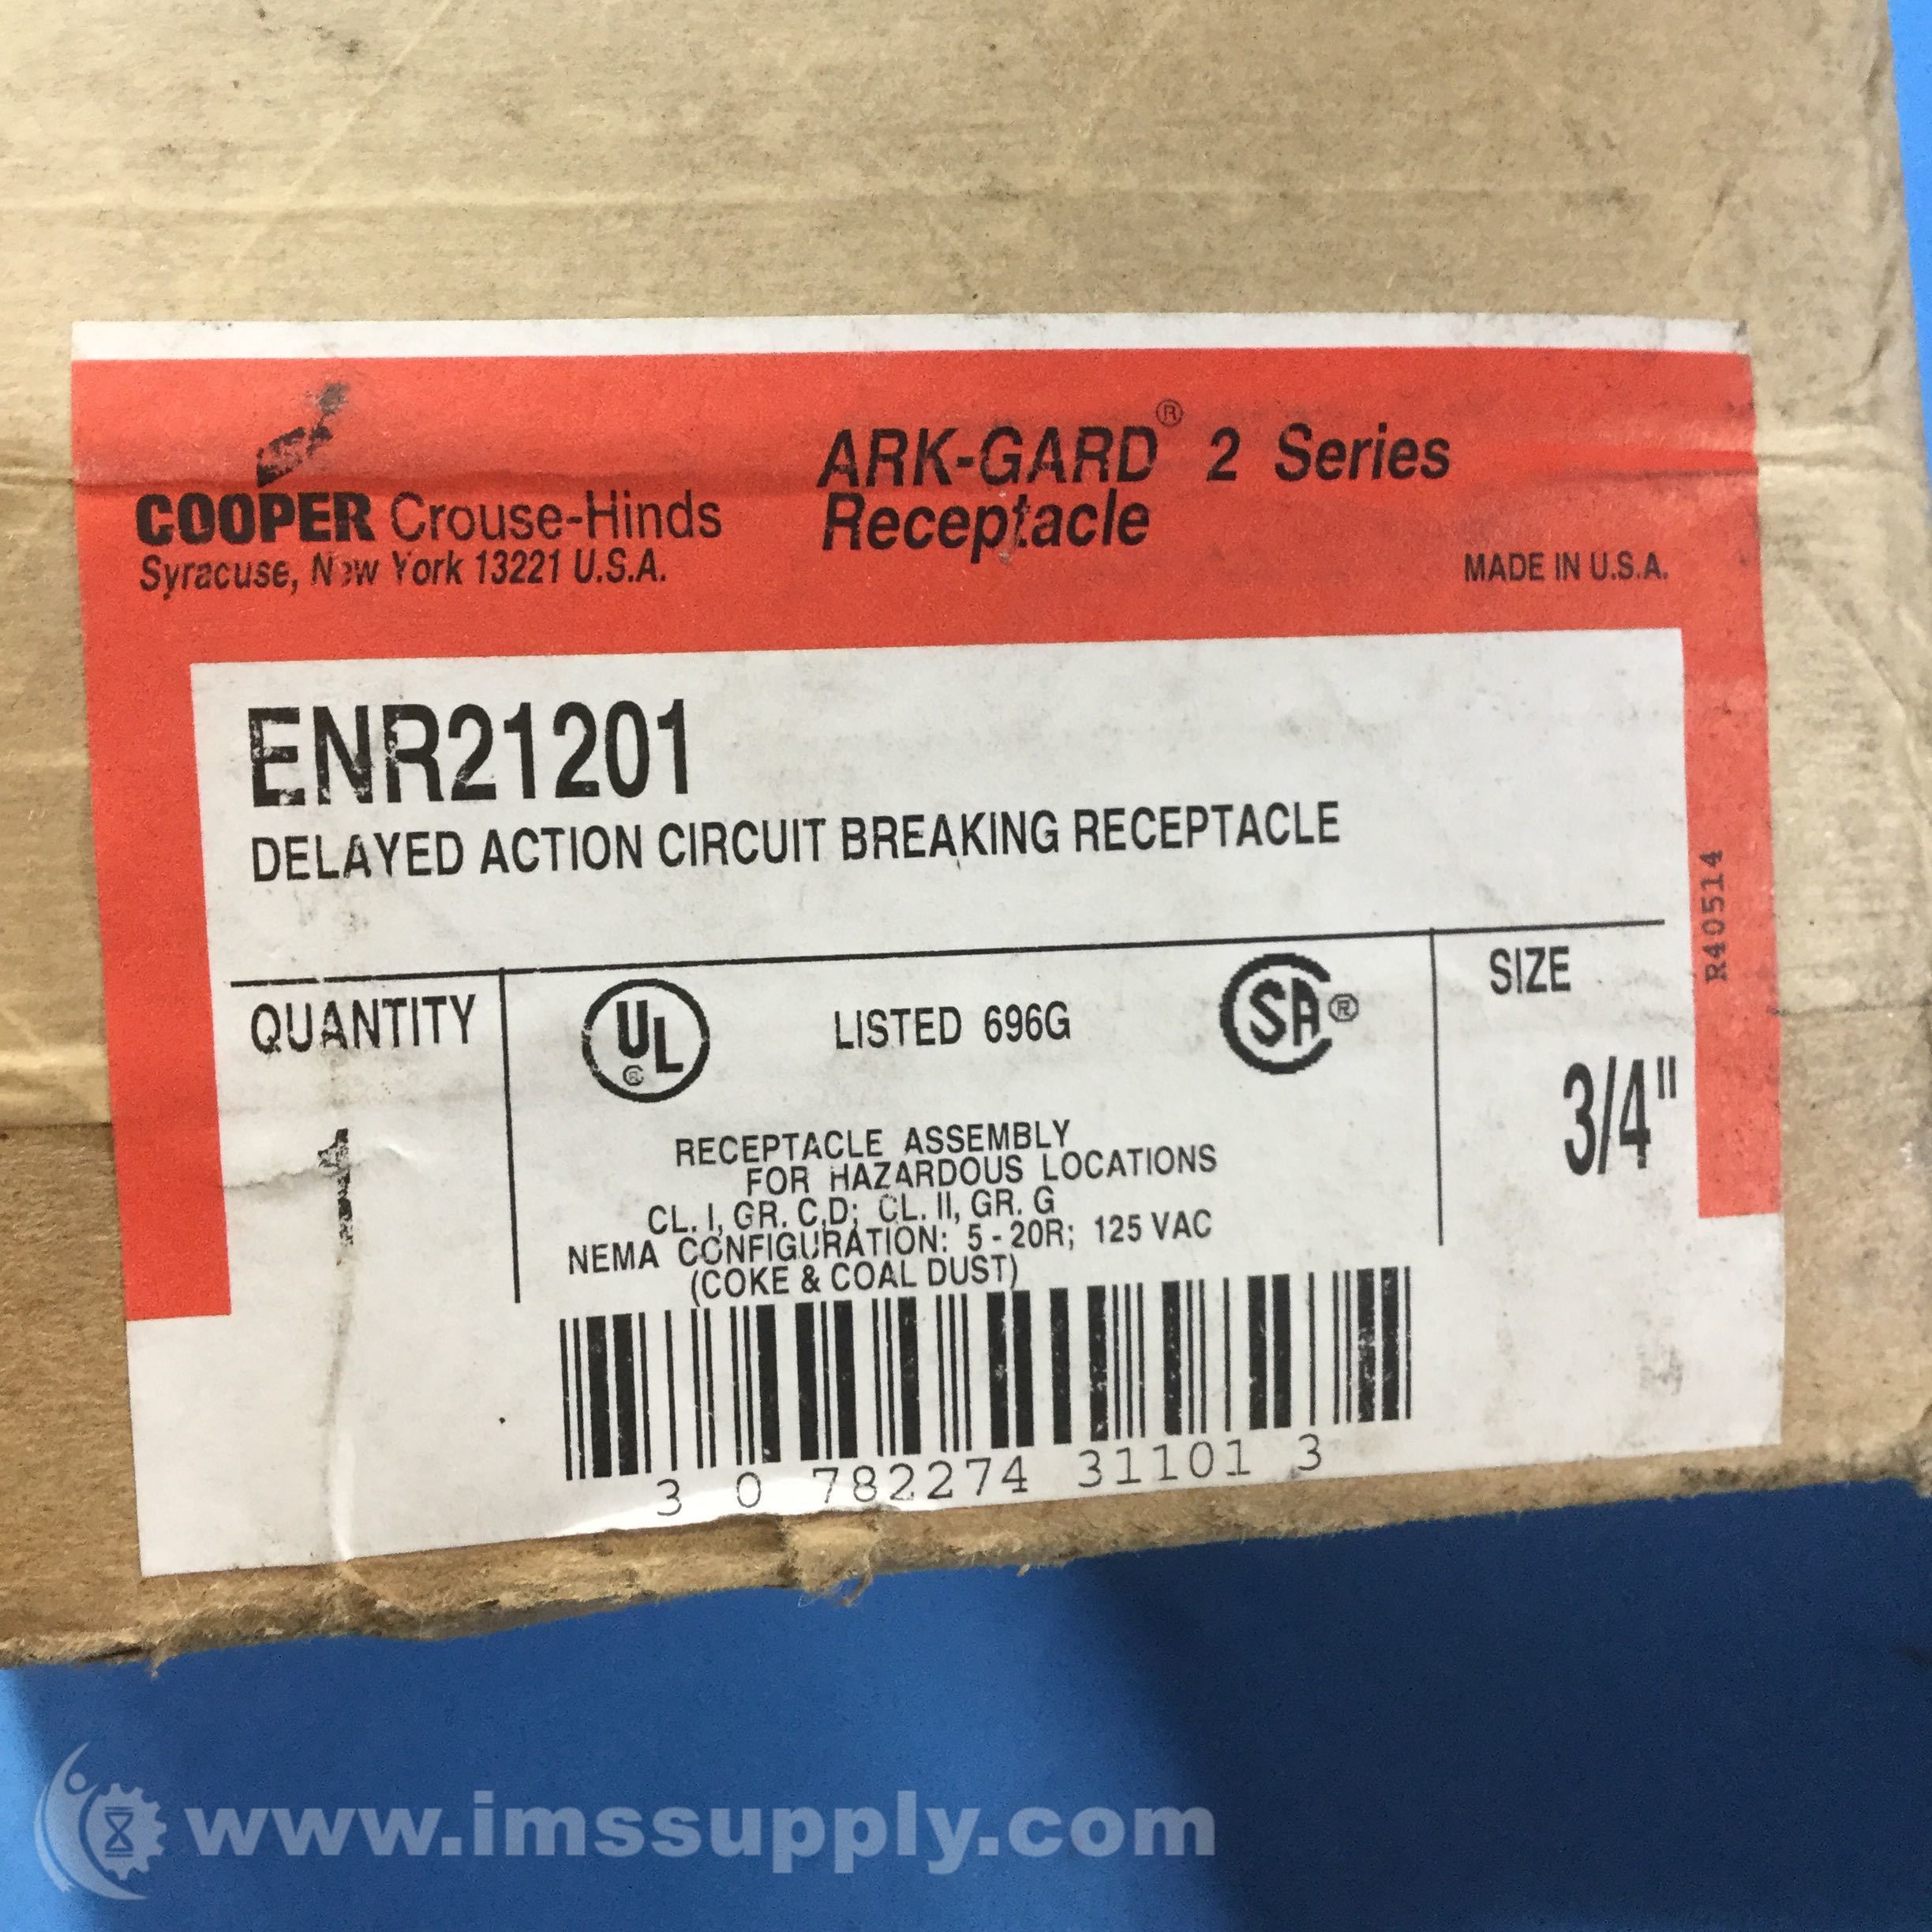 COOPER Crouse-Hinds
Syracuse, New York 13221 U.S.A.
ARK-GARD® 2 Series
Receptacle
MADE IN U.S.A.
ENR21201
DELAYED ACTION CIRCUIT BREAKING RECEPTACLE
R40514
QUANTITY
1
UL
®
LISTED 696G
SA®
SIZE
3/4"
RECEPTACLE ASSEMBLY
FOR HAZARDOUS LOCATIONS
CL. I, GR. C,D; CL. II, GR. G
NEMA CONFIGURATION: 5-20R; 125 VAC
(COKE & COAL DUST)
3 0 782274 31101 3
www.imssupply.com